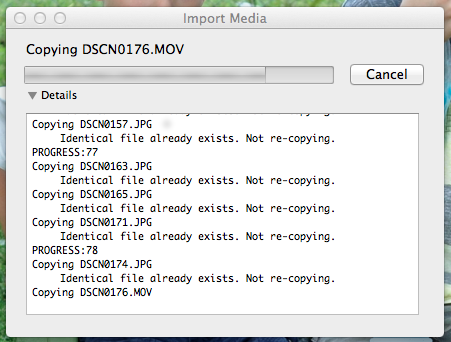 Import Media
Copying DSCN0176.MOV
Cancel
Details
Copying DSCN0157.JPG
Identical file already exists. Not re-copying.
PROGRESS:77
Copying DSCN0163.JPG
Identical file already exists. Not re-copying.
Copying DSCN0165.JPG
Identical file already exists. Not re-copying.
Copying DSCN0171.JPG
Identical file already exists. Not re-copying.
PROGRESS:78
Copying DSCN0174.JPG
Identical file already exists. Not re-copying.
Copying DSCN0176.MOV